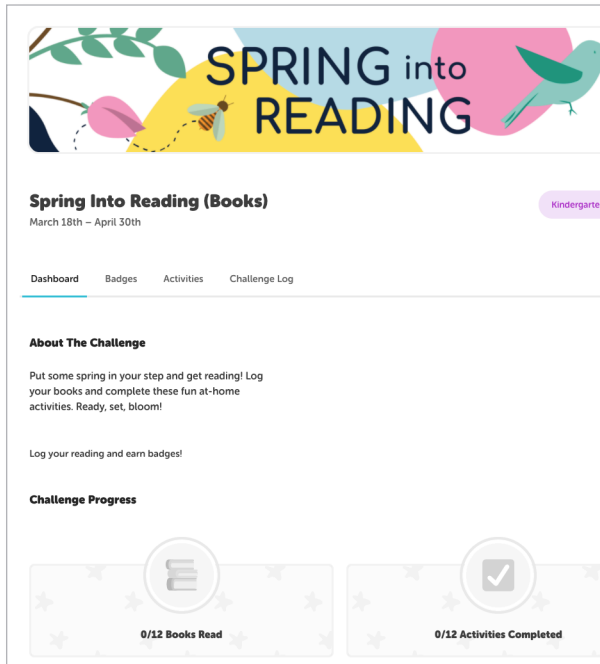 SPRING into
READING
Spring Into Reading (Books)
March 18th – April 30th
Kindergarte
Dashboard Badges Activities Challenge Log
About The Challenge
Put some spring in your step and get reading! Log
your books and complete these fun at-home
activities. Ready, set, bloom!
Log your reading and earn badges!
Challenge Progress
0/12 Books Read
0/12 Activities Completed